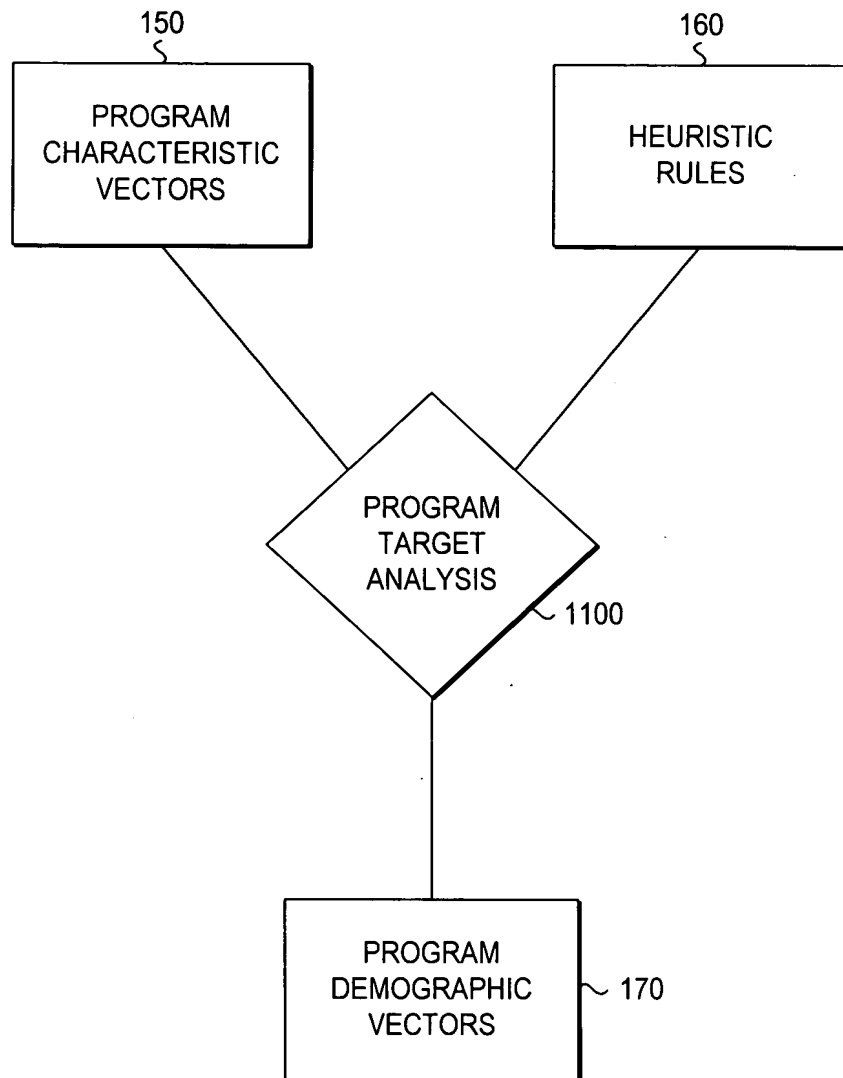 150
PROGRAM
CHARACTERISTIC
VECTORS
160
HEURISTIC
RULES
PROGRAM
TARGET
ANALYSIS
1100
PROGRAM
DEMOGRAPHIC
VECTORS
170